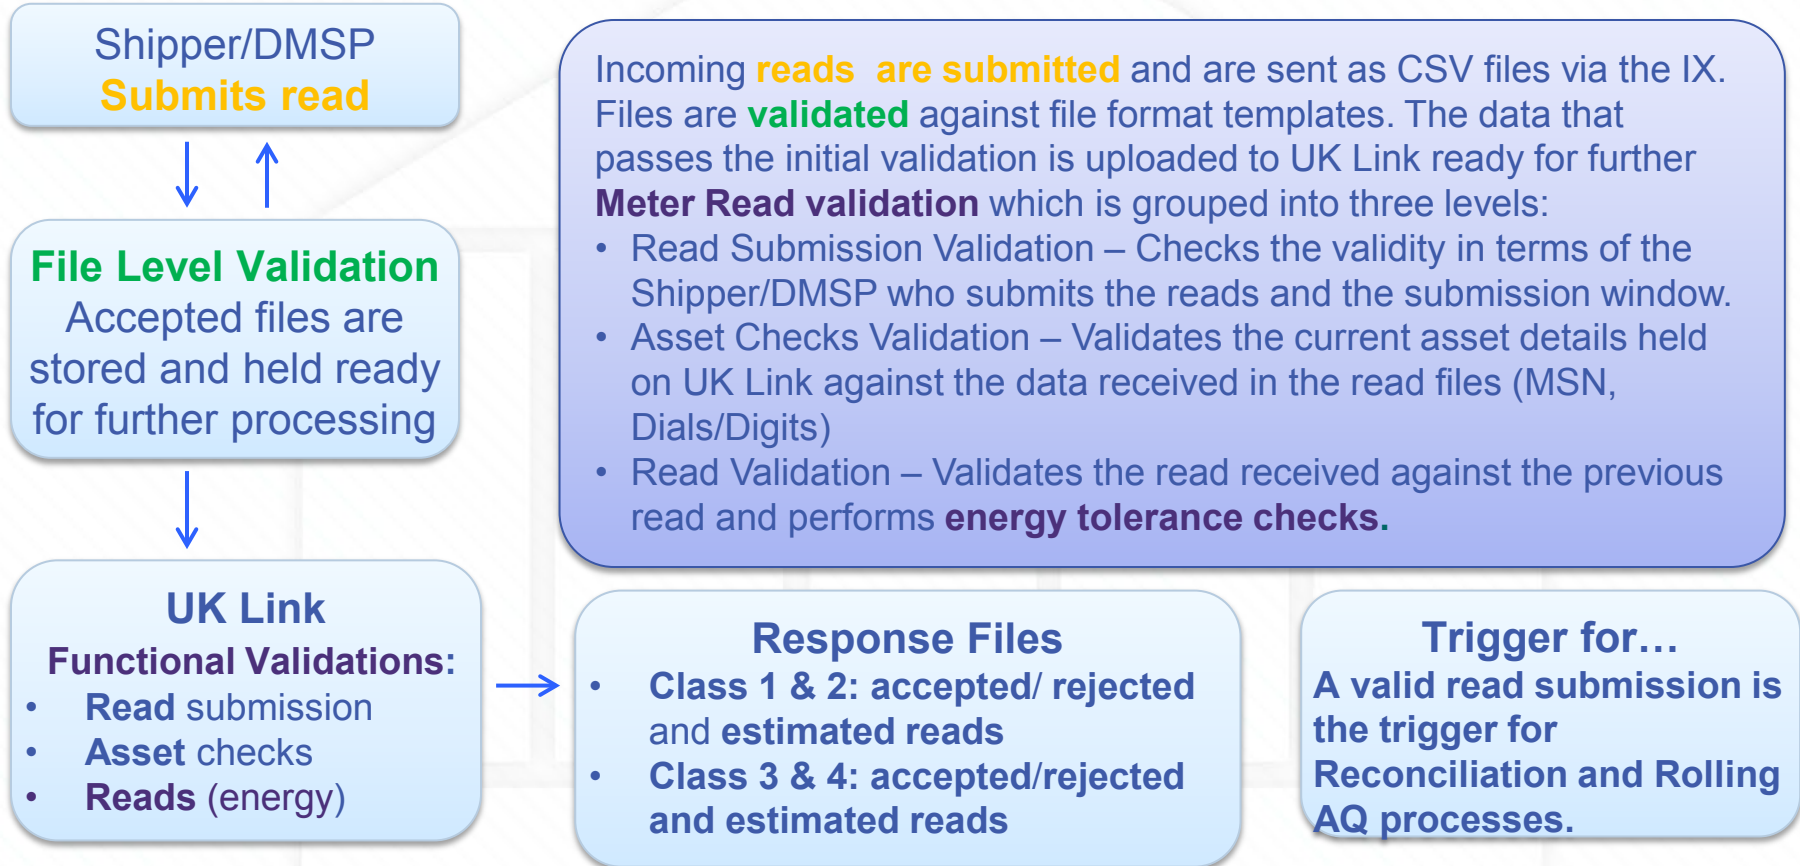 Shipper/DMSP
Submits read
File Level Validation
Accepted files are
stored and held ready
for further processing
UK Link
Functional Validations:
• Read submission
• Asset checks
• Reads (energy)
Incoming reads are submitted and are sent as CSV files via the IX.
Files are validated against file format templates. The data that
passes the initial validation is uploaded to UK Link ready for further
Meter Read validation which is grouped into three levels:
• Read Submission Validation – Checks the validity in terms of the
Shipper/DMSP who submits the reads and the submission window.
• Asset Checks Validation – Validates the current asset details held
on UK Link against the data received in the read files (MSN,
Dials/Digits)
• Read Validation – Validates the read received against the previous
read and performs energy tolerance checks.
Response Files
• Class 1 & 2: accepted/ rejected
and estimated reads
• Class 3 & 4: accepted/rejected
and estimated reads
Trigger for…
A valid read submission is
the trigger for
Reconciliation and Rolling
AQ processes.